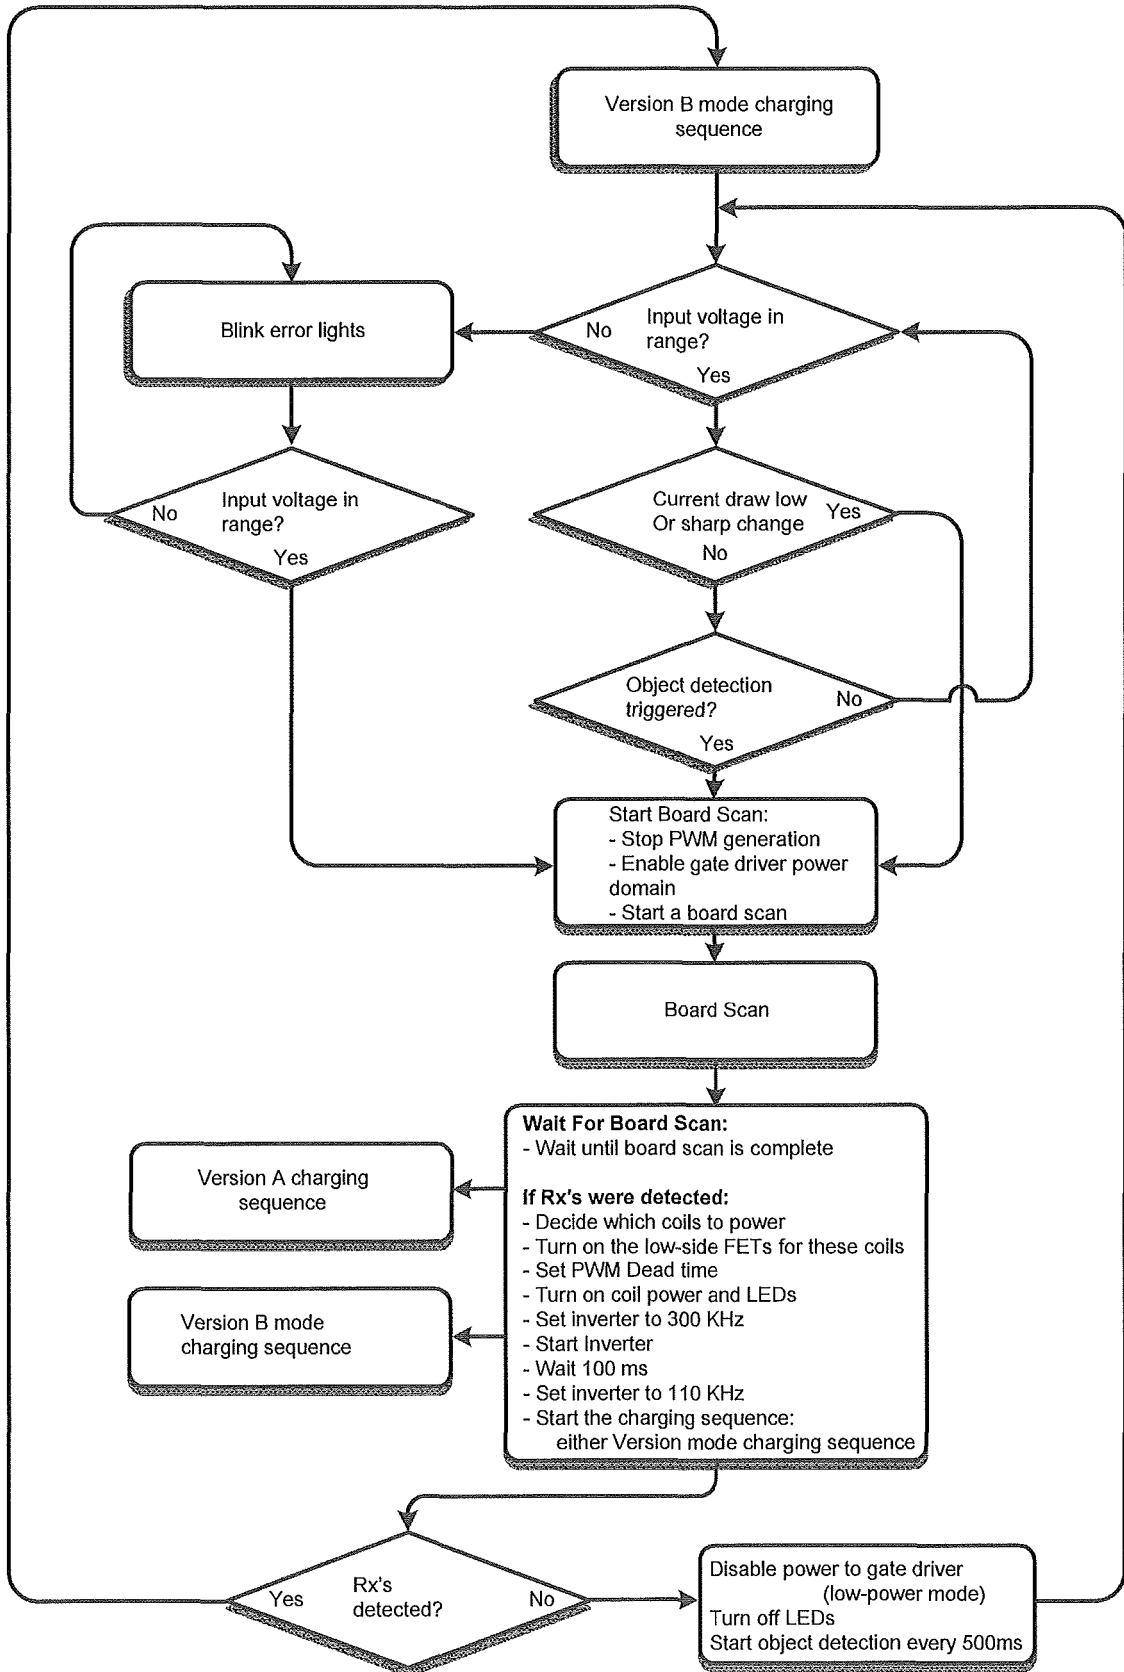 Version B mode charging
sequence
Blink error lights
No
Input voltage in
range?
Yes
No
Input voltage in
range?
Yes
Current draw low
Or sharp change
Yes
No
Object detection
triggered?
No
Yes
Start Board Scan:
- Stop PWM generation
- Enable gate driver power
domain
- Start a board scan
Board Scan
Wait For Board Scan:
- Wait until board scan is complete
If Rx's were detected:
- Decide which coils to power
- Turn on the low-side FETs for these coils
- Set PWM Dead time
- Turn on coil power and LEDs
- Set inverter to 300 KHz
- Start Inverter
- Wait 100 ms
- Set inverter to 110 KHz
- Start the charging sequence:
either Version mode charging sequence
Version A charging
sequence
Version B mode
charging sequence
Yes
Rx's
detected?
No
Disable power to gate driver
(low-power mode)
Turn off LEDs
Start object detection every 500ms